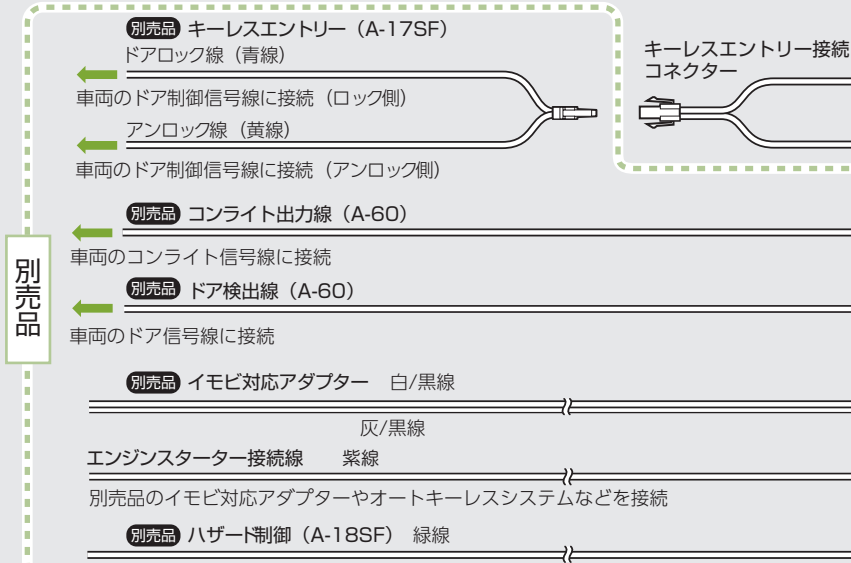 別売品 キーレスエントリー（A-17SF）
ドアロック線（青線）
車両のドア制御信号線に接続（ロック側）
アンロック線（黄線）
車両のドア制御信号線に接続（アンロック側）
キーレスエントリー接続
コネクター
別売品 コンライト出力線（A-60）
車両のコンライト信号線に接続
別売品 ドア検出線（A-60）
車両のドア信号線に接続
別売品
別売品 イモビ対応アダプター 白/黒線
灰/黒線
エンジンスターター接続線 紫線
別売品のイモビ対応アダプターやオートキーレスシステムなどを接続
別売品 ハザード制御（A-18SF） 緑線